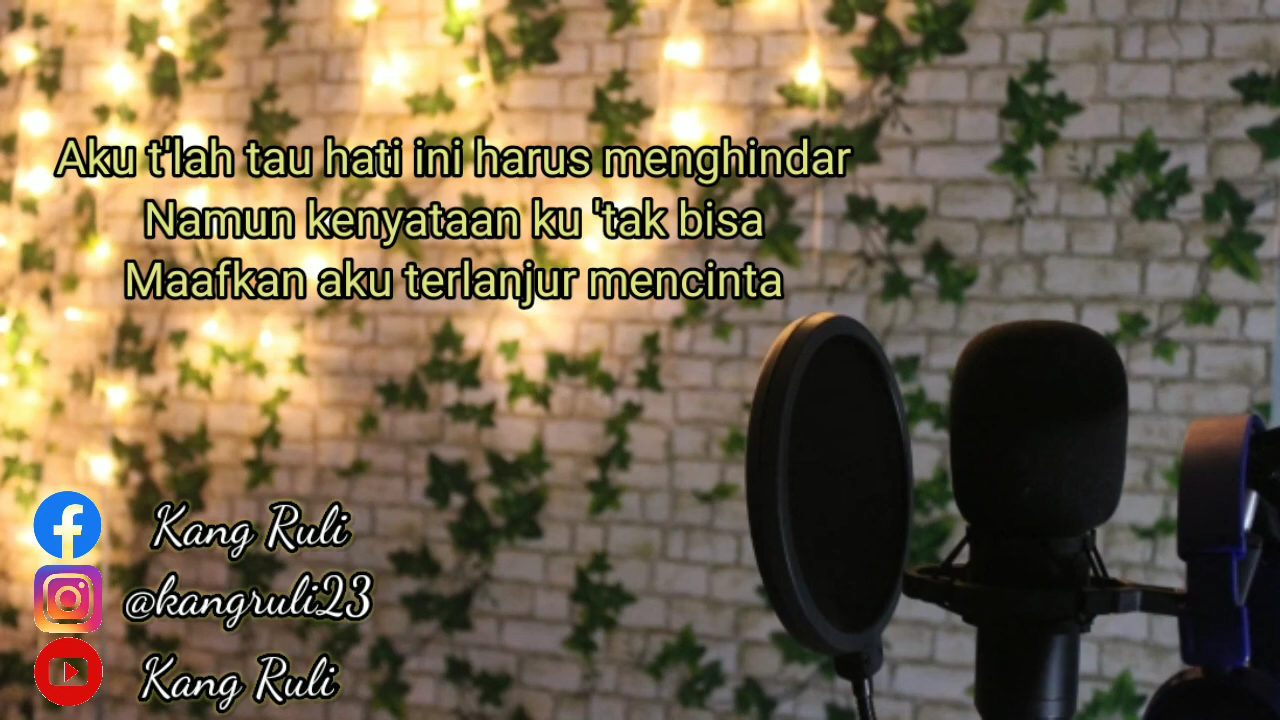 Aku t'lah tau hati ini harus menghindar
Namun kenyataan ku 'tak bisa
Maafkan aku terlanjur mencinta
Kang Ruli
@kangruli23
Kang Ruli